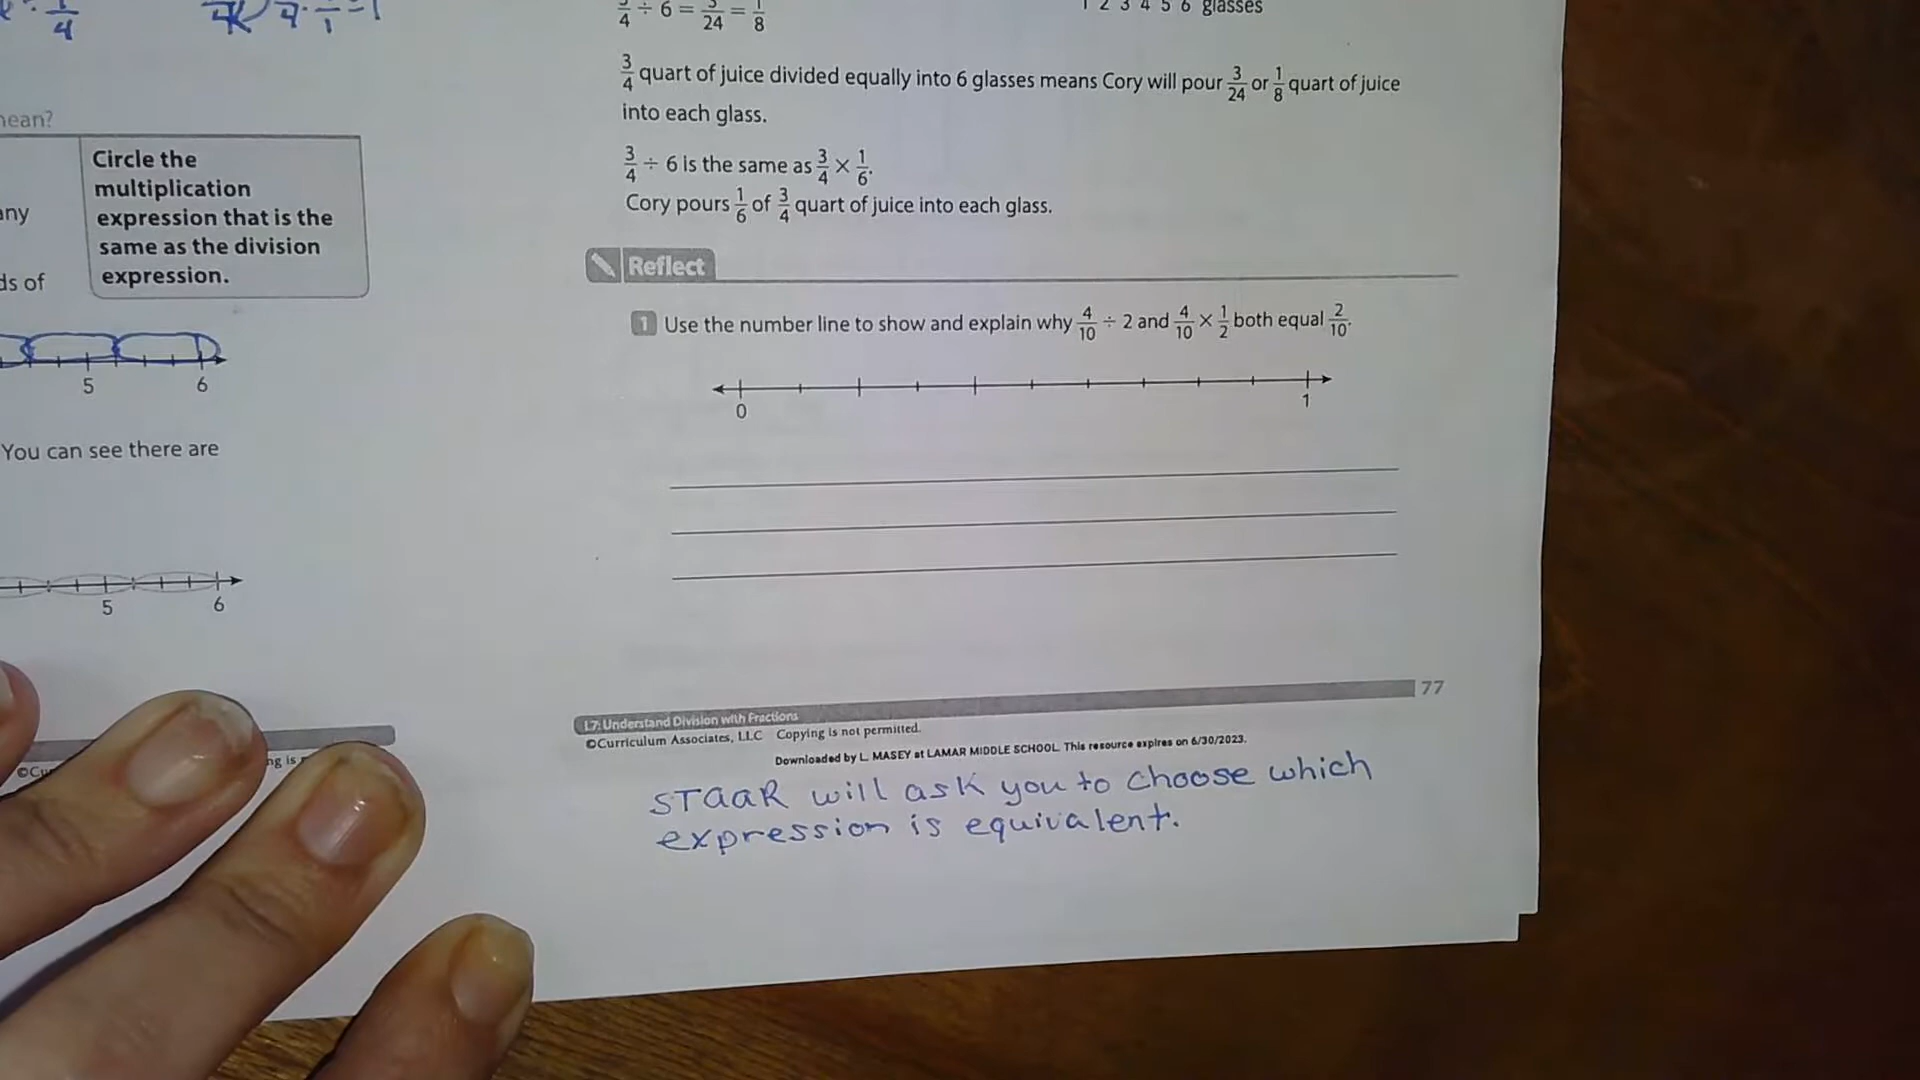 1/4
3/4 ÷ 6 = 3/24 = 1/8
1 2 3 4 5 6 glasses
3/4 quart of juice divided equally into 6 glasses means Cory will pour 3/24 or 1/8 quart of juice
into each glass.
3/4 ÷ 6 is the same as 3/4 × 1/6.
Cory pours 1/6 of 3/4 quart of juice into each glass.
Circle the
multiplication
expression that is the
same as the division
expression.
5 6
You can see there are
5 6
Reflect
1 Use the number line to show and explain why 4/10 ÷ 2 and 4/10 × 1/2 both equal 2/10.
0 1
L7: Understand Division with Fractions 77
©Curriculum Associates, LLC Copying is not permitted.
Downloaded by L. MASEY at LAMAR MIDDLE SCHOOL. This resource expires on 6/30/2023.
STAAR will ask you to choose which
expression is equivalent.